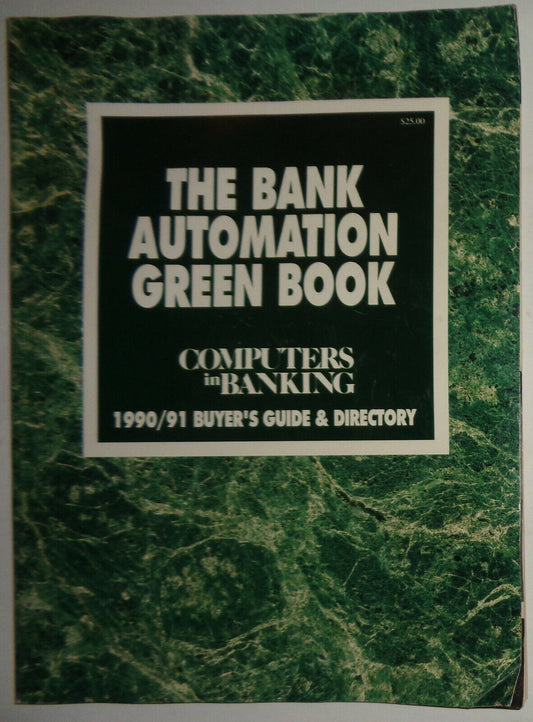 $25.00
THE BANK
AUTOMATION
GREEN BOOK
COMPUTERS
in BANKING
1990/91 BUYER'S GUIDE & DIRECTORY